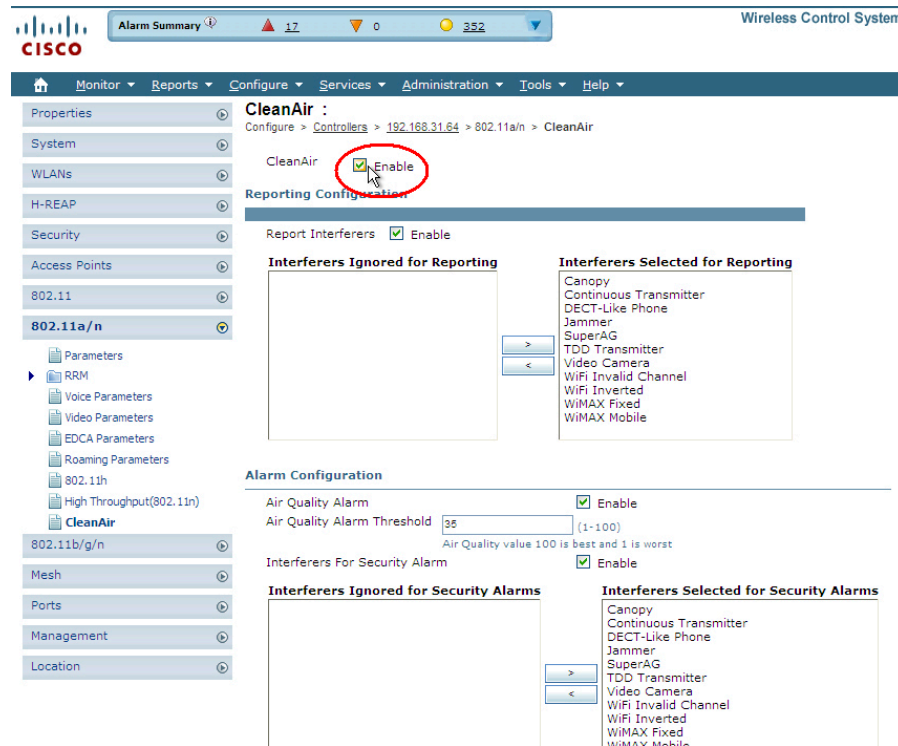 Wireless Control System
Alarm Summary 17 0 352
CISCO
Monitor Reports Configure Services Administration Tools Help
Properties
System
WLANs
H-REAP
Security
Access Points
802.11
802.11a/n
Parameters
RRM
Voice Parameters
Video Parameters
EDCA Parameters
Roaming Parameters
802.11h
High Throughput(802.11n)
CleanAir
802.11b/g/n
Mesh
Ports
Management
Location
CleanAir :
Configure > Controllers > 192.168.31.64 > 802.11a/n > CleanAir
CleanAir Enable
Reporting Configuration
Report Interferers Enable
Interferers Ignored for Reporting
> 
<
Interferers Selected for Reporting
Canopy
Continuous Transmitter
DECT-Like Phone
Jammer
SuperAG
TDD Transmitter
Video Camera
WiFi Invalid Channel
WiFi Inverted
WiMAX Fixed
WiMAX Mobile
Alarm Configuration
Air Quality Alarm Enable
Air Quality Alarm Threshold 35 (1-100)
Air Quality value 100 is best and 1 is worst
Interferers For Security Alarm Enable
Interferers Ignored for Security Alarms
>
<
Interferers Selected for Security Alarms
Canopy
Continuous Transmitter
DECT-Like Phone
Jammer
SuperAG
TDD Transmitter
Video Camera
WiFi Invalid Channel
WiFi Inverted
WiMAX Fixed
WiMAX Mobile